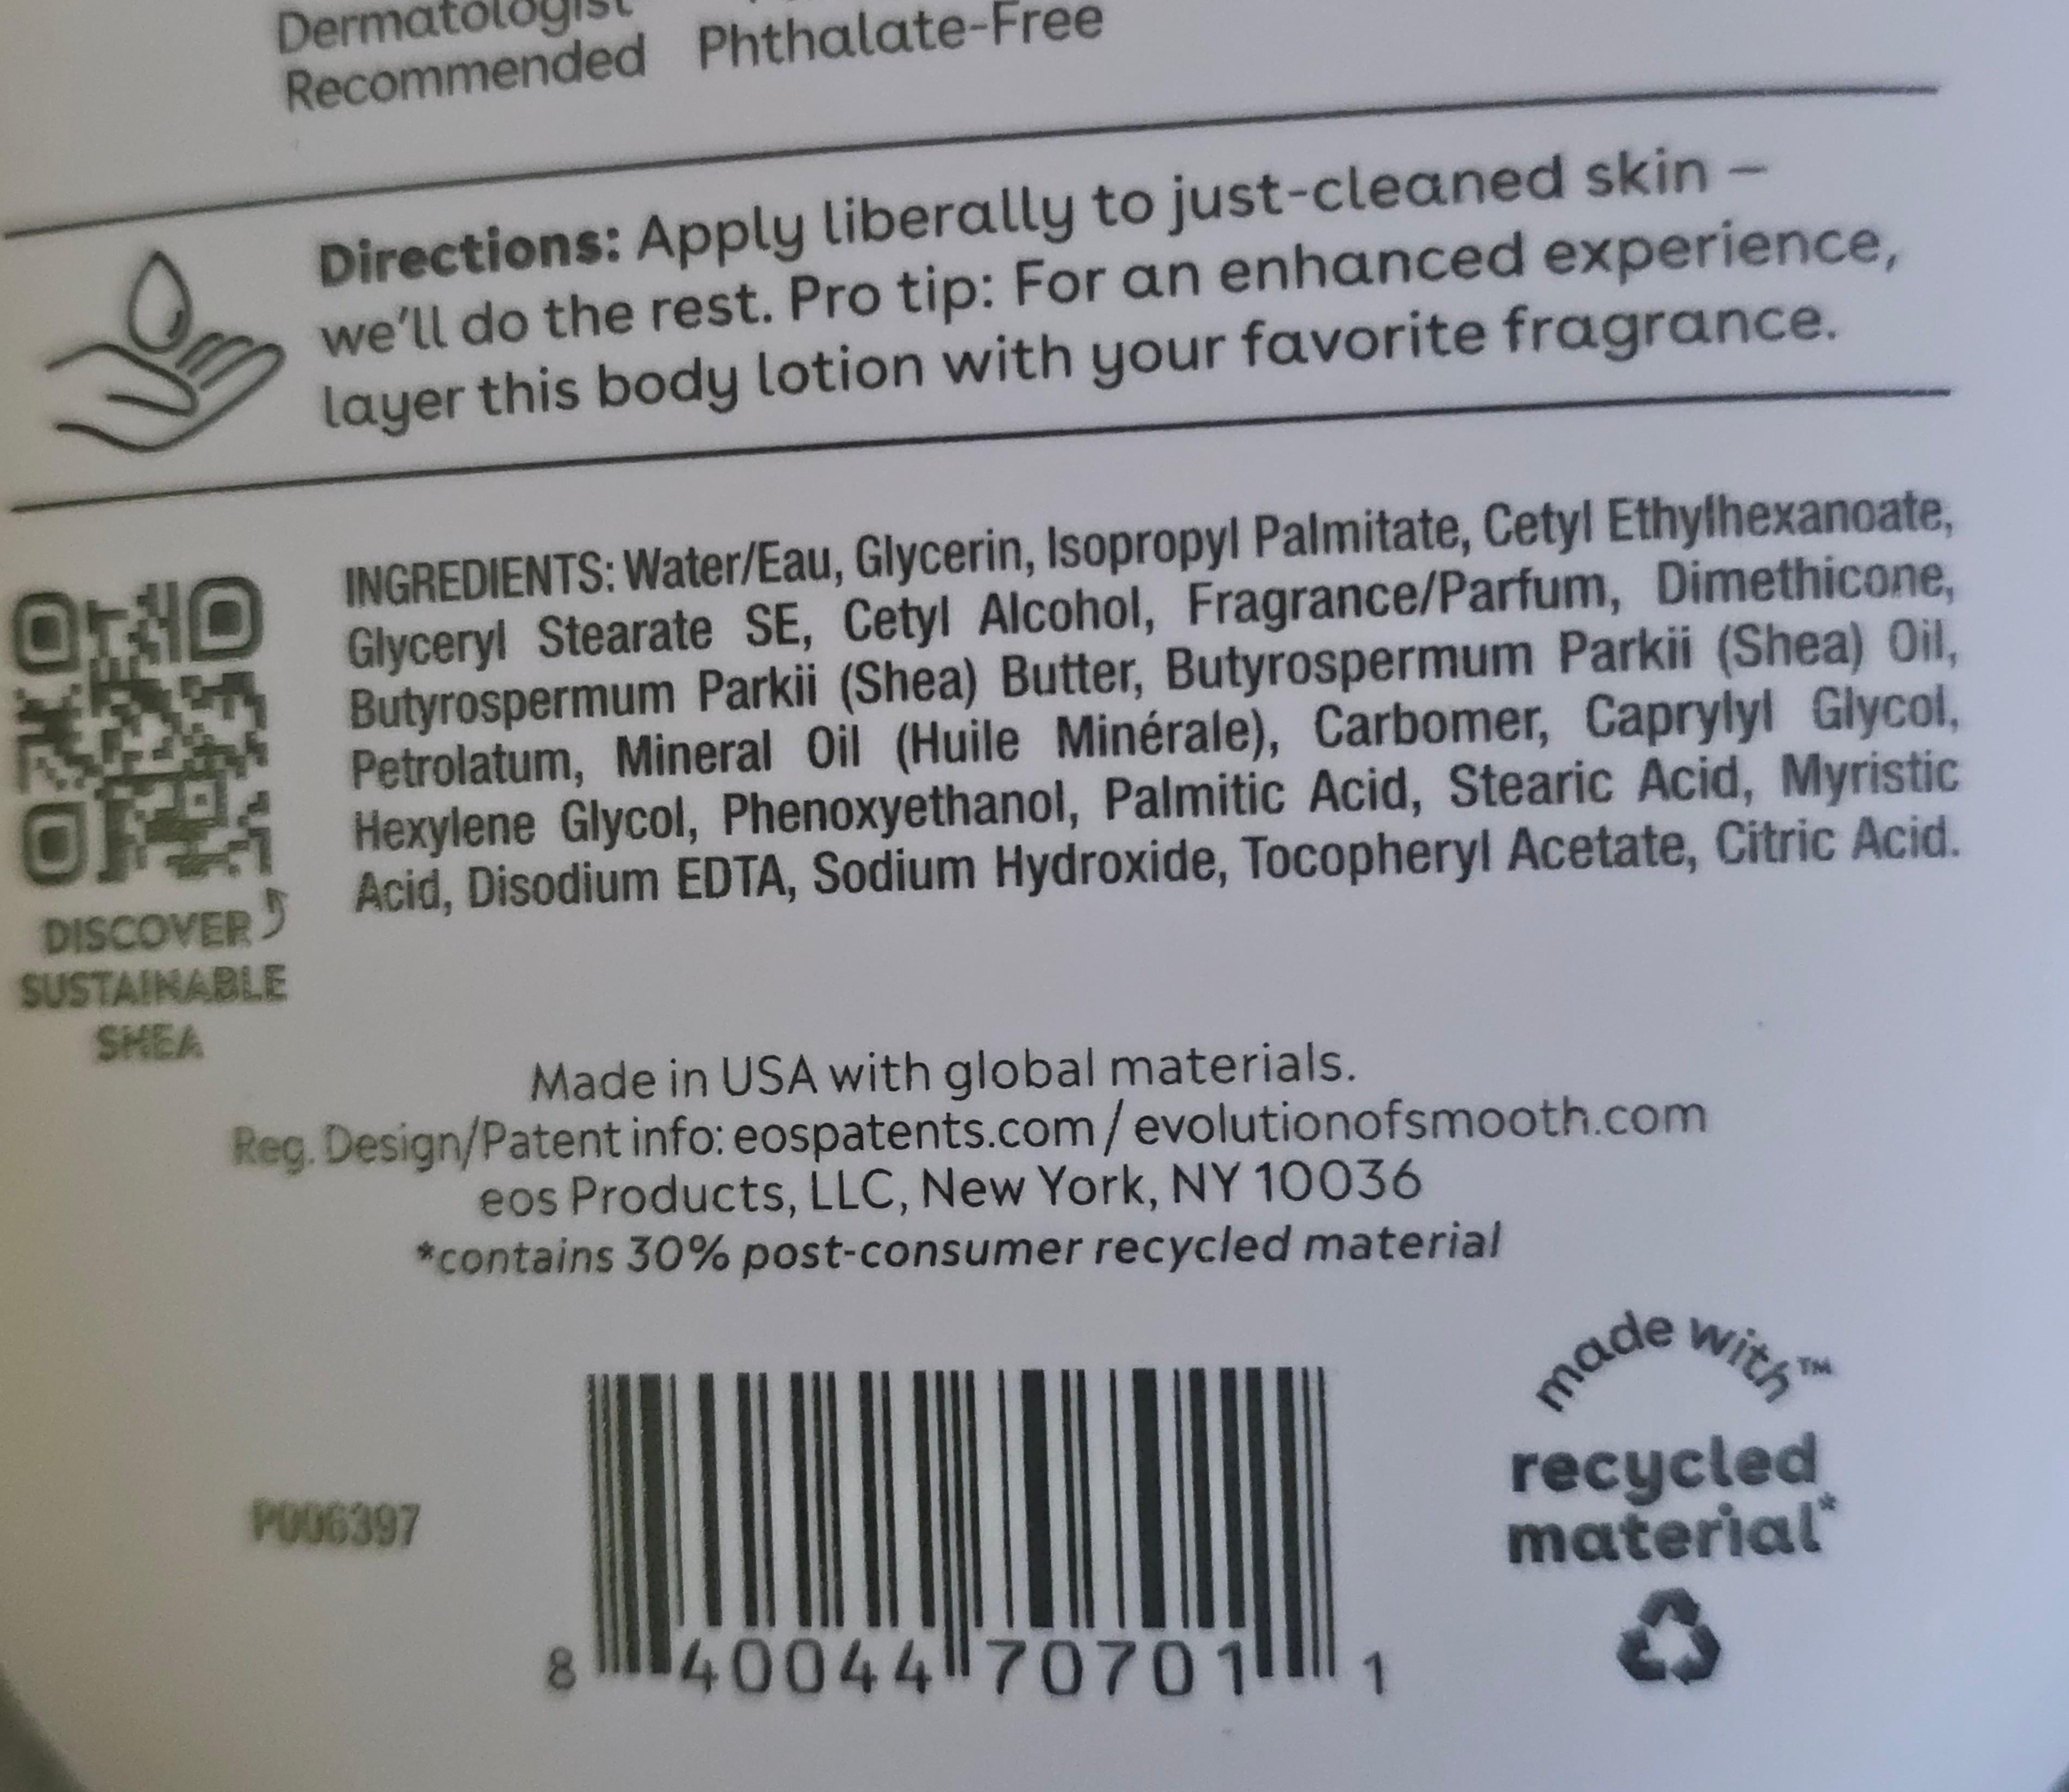 Dermatologist
Recommended Phthalate-Free
Directions: Apply liberally to just-cleaned skin –
we'll do the rest. Pro tip: For an enhanced experience,
layer this body lotion with your favorite fragrance.
INGREDIENTS: Water/Eau, Glycerin, Isopropyl Palmitate, Cetyl Ethylhexanoate,
Glyceryl Stearate SE, Cetyl Alcohol, Fragrance/Parfum, Dimethicone,
Butyrospermum Parkii (Shea) Butter, Butyrospermum Parkii (Shea) Oil,
Petrolatum, Mineral Oil (Huile Minérale), Carbomer, Caprylyl Glycol,
Hexylene Glycol, Phenoxyethanol, Palmitic Acid, Stearic Acid, Myristic
Acid, Disodium EDTA, Sodium Hydroxide, Tocopheryl Acetate, Citric Acid.
DISCOVER
SUSTAINABLE
SHEA
Made in USA with global materials.
Reg. Design/Patent info: eospatents.com / evolutionofsmooth.com
eos Products, LLC, New York, NY 10036
*contains 30% post-consumer recycled material
made with™
recycled
material*
P006397
8 40044 70701 1